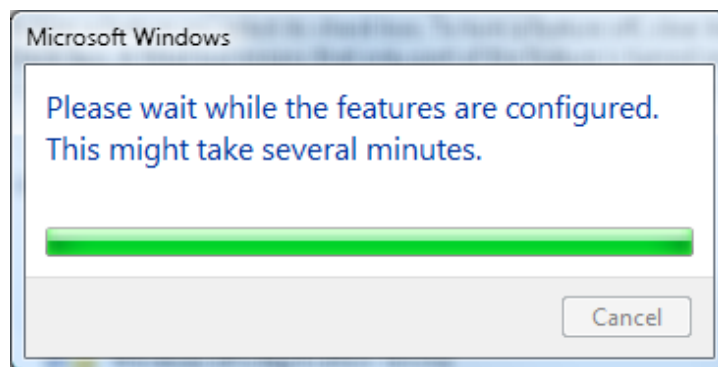 Microsoft Windows
Please wait while the features are configured.
This might take several minutes.
Cancel